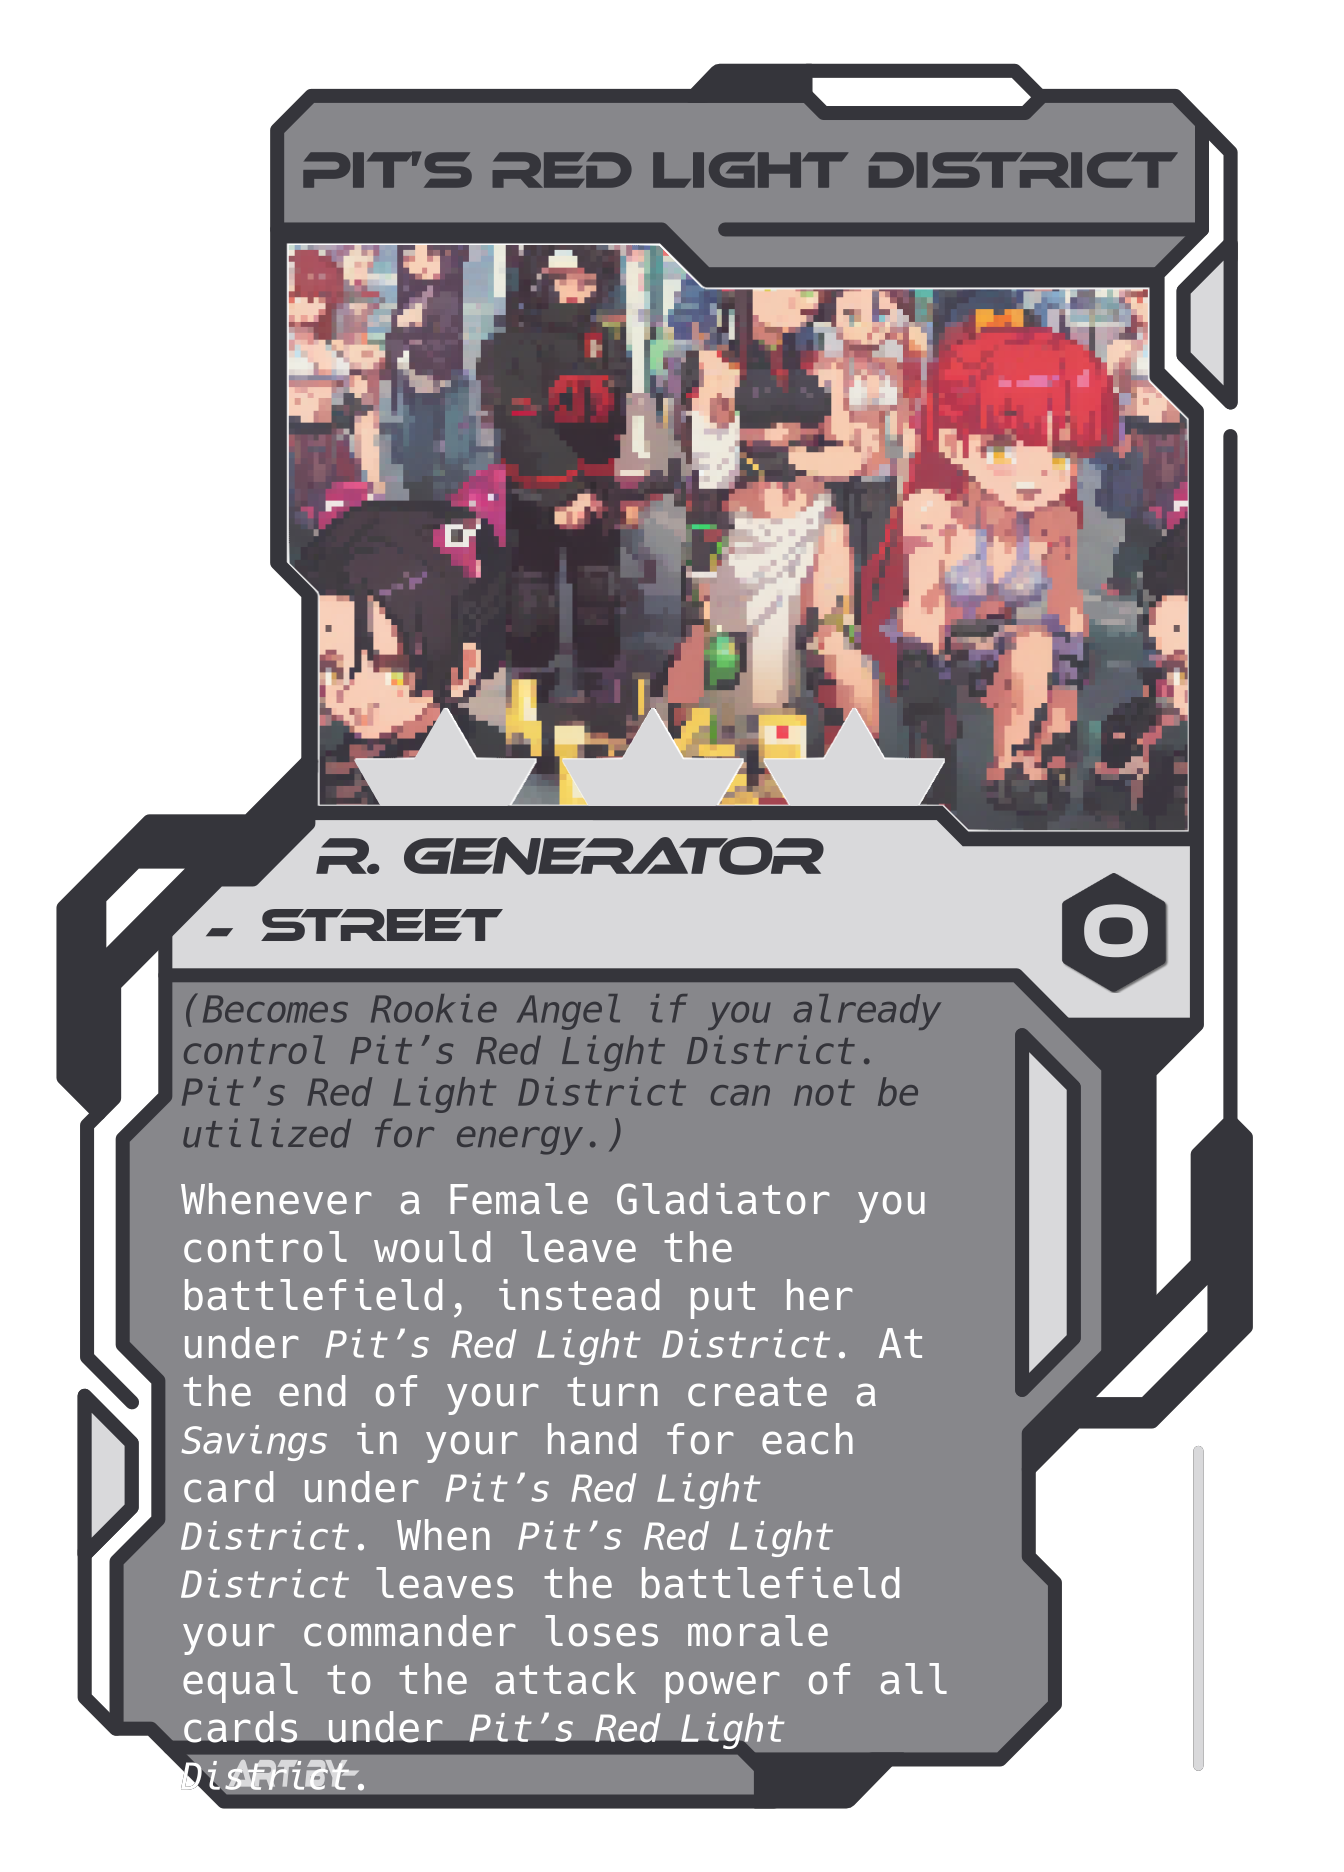 PIT'S RED LIGHT DISTRICT
R. GENERATOR
- STREET
0
(Becomes Rookie Angel if you already
control Pit’s Red Light District.
Pit’s Red Light District can not be
utilized for energy.)
Whenever a Female Gladiator you
control would leave the
battlefield, instead put her
under Pit’s Red Light District. At
the end of your turn create a
Savings in your hand for each
card under Pit’s Red Light
District. When Pit’s Red Light
District leaves the battlefield
your commander loses morale
equal to the attack power of all
cards under Pit’s Red Light
District.
ART BY-